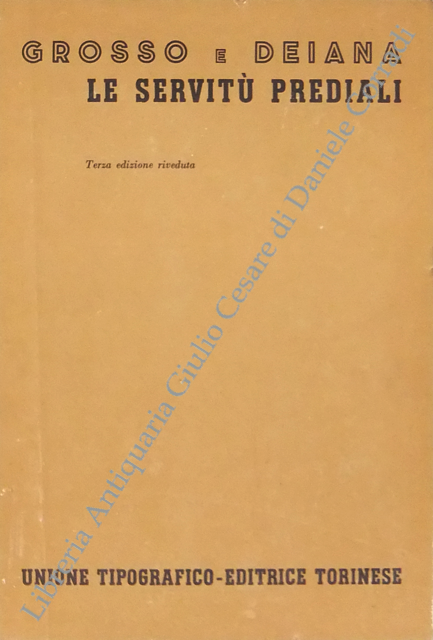 GROSSO E DEIANA
LE SERVITÙ PREDIALI
Terza edizione riveduta
Libreria Antiquaria Giulio Cesare di Daniele Corradi
UNIONE TIPOGRAFICO-EDITRICE TORINESE